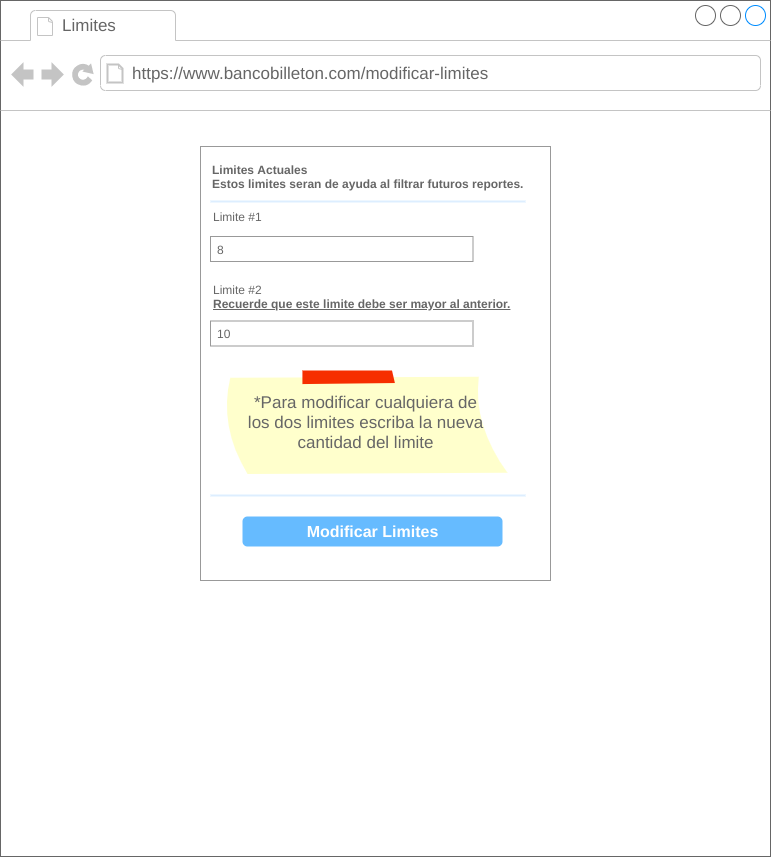 Limites
https://www.bancobilleton.com/modificar-limites
Limites Actuales
Estos limites seran de ayuda al filtrar futuros reportes.
Limite #1
8
Limite #2
Recuerde que este limite debe ser mayor al anterior.
10
*Para modificar cualquiera de
los dos limites escriba la nueva
cantidad del limite
Modificar Limites